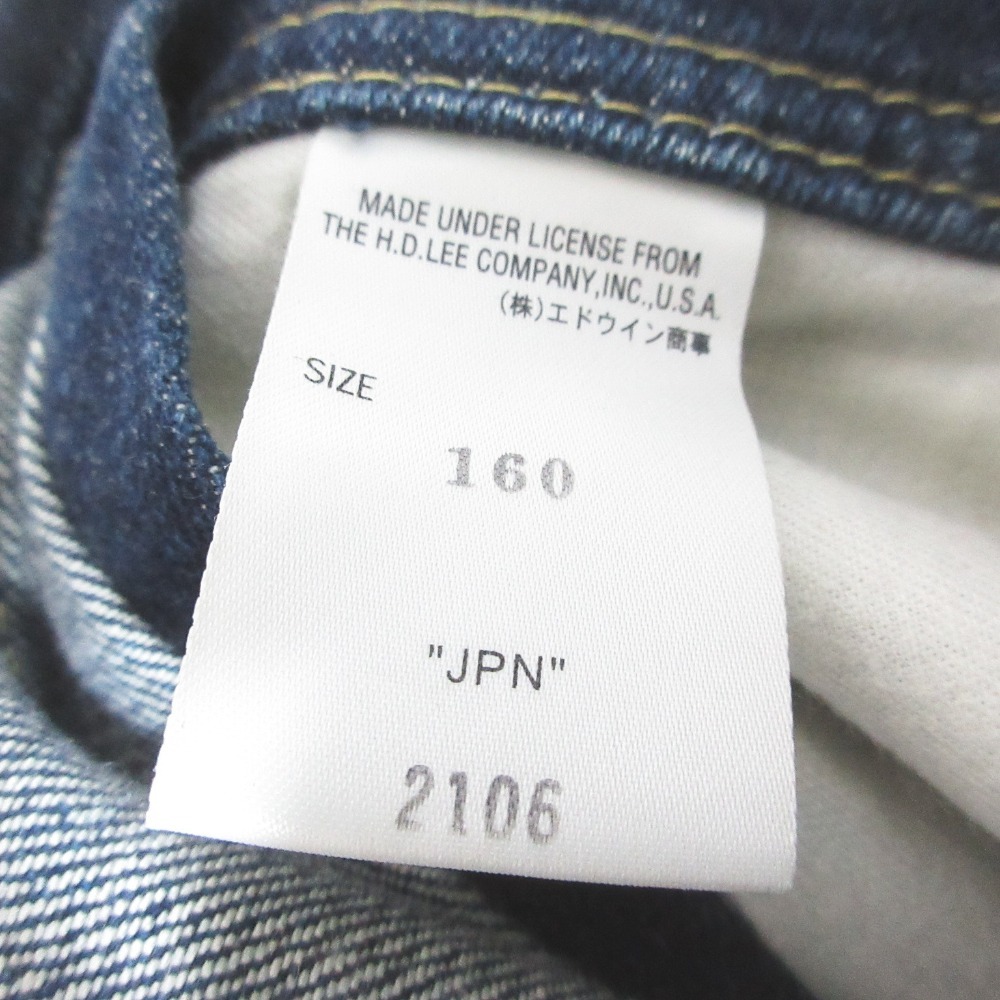 MADE UNDER LICENSE FROM
THE H.D.LEE COMPANY,INC.,U.S.A.
(株)エドウイン商事
SIZE
160
"JPN"
2106